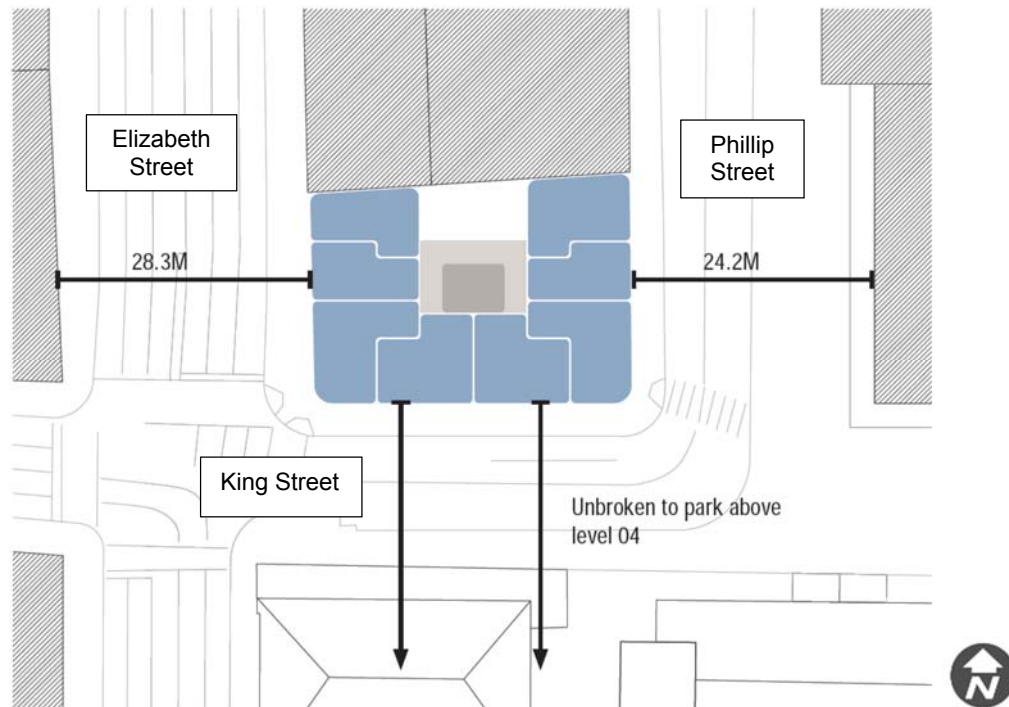 Elizabeth
Street
Phillip
Street
28.3M
24.2M
King Street
Unbroken to park above
level 04
N